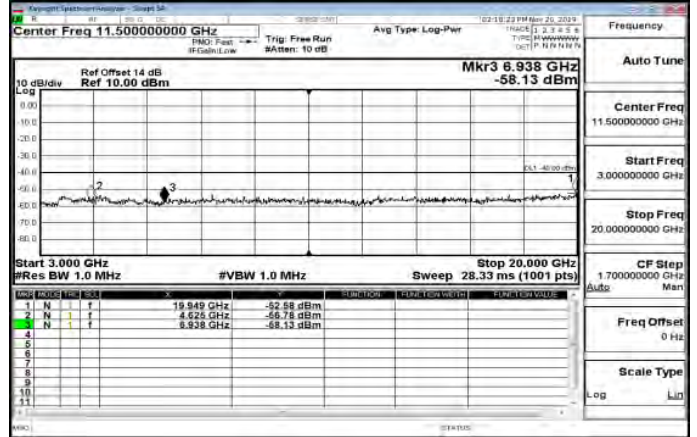 Keysight Spectrum Analyzer - Swept SA
Center Freq 11.500000000 GHz
PNO: Fast
IFGain:Low
Trig: Free Run
#Atten: 10 dB
Avg Type: Log-Pwr
02:10:23 PM Nov 20, 2019
TRACE 1 2 3 4 5 6
TYPE M WWWWW
DET P N N N N N
Frequency
Auto Tune
Center Freq
11.500000000 GHz
Start Freq
3.000000000 GHz
Stop Freq
20.000000000 GHz
CF Step
1.700000000 GHz
Auto Man
Freq Offset
0 Hz
Scale Type
Log Lin
Ref Offset 14 dB
10 dB/div Ref 10.00 dBm
Log
Mkr3 6.938 GHz
-58.13 dBm
0.00
-10.0
-20.0
-30.0
-40.0
-50.0
-60.0
-70.0
-80.0
DL1 -40.00 dBm
1
2
3
Start 3.000 GHz
#Res BW 1.0 MHz
#VBW 1.0 MHz
Stop 20.000 GHz
Sweep 28.33 ms (1001 pts)
MKR MODE TRC SCL X Y FUNCTION FUNCTION WIDTH FUNCTION VALUE
1 N 1 f 19.949 GHz -52.58 dBm
2 N 1 f 4.625 GHz -56.78 dBm
3 N 1 f 6.938 GHz -58.13 dBm
4
5
6
7
8
9
10
11
MSG
STATUS